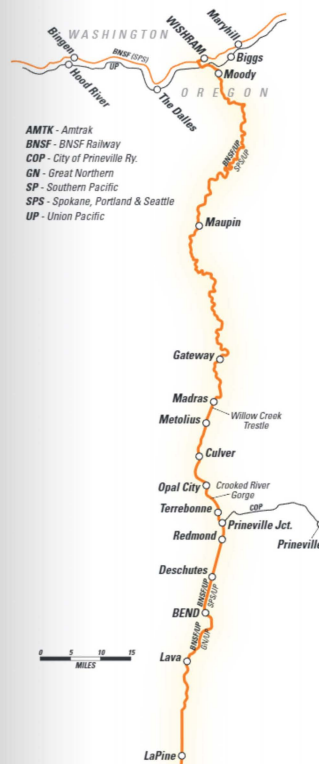 WASHINGTON
Maryhill
WISHRAM
Bingen
BNSF (SPS)
UP
Biggs
Moody
Hood River
The Dalles
OREGON
AMTK - Amtrak
BNSF - BNSF Railway
COP - City of Prineville Ry.
GN - Great Northern
SP - Southern Pacific
SPS - Spokane, Portland & Seattle
UP - Union Pacific
BNSF/UP
SPS/UP
Maupin
Gateway
Madras
Willow Creek
Trestle
Metolius
Culver
Opal City
Crooked River
Gorge
Terrebonne
COP
Prineville Jct.
Redmond
Prineville
Deschutes
BNSF/UP
SPS/UP
BEND
BNSF/UP
GN/UP
0 5 10 15
MILES
Lava
LaPine